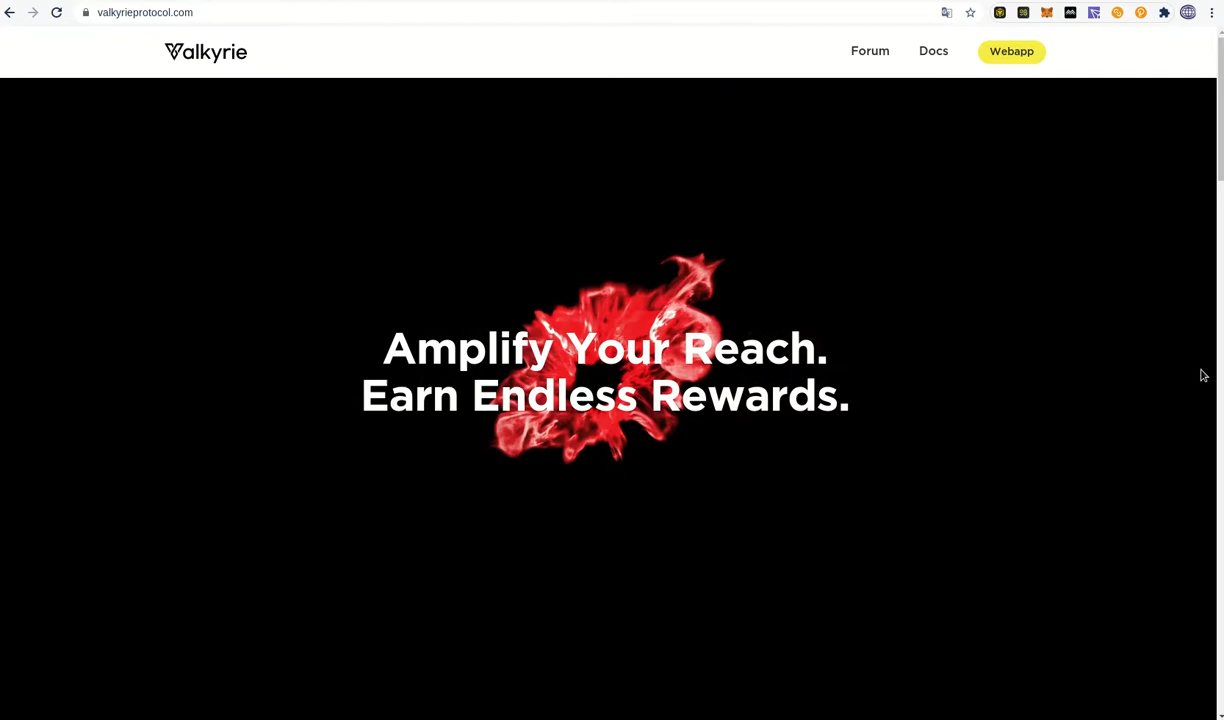 valkyrieprotocol.com
Valkyrie
Forum
Docs
Webapp
Amplify Your Reach.
Earn Endless Rewards.